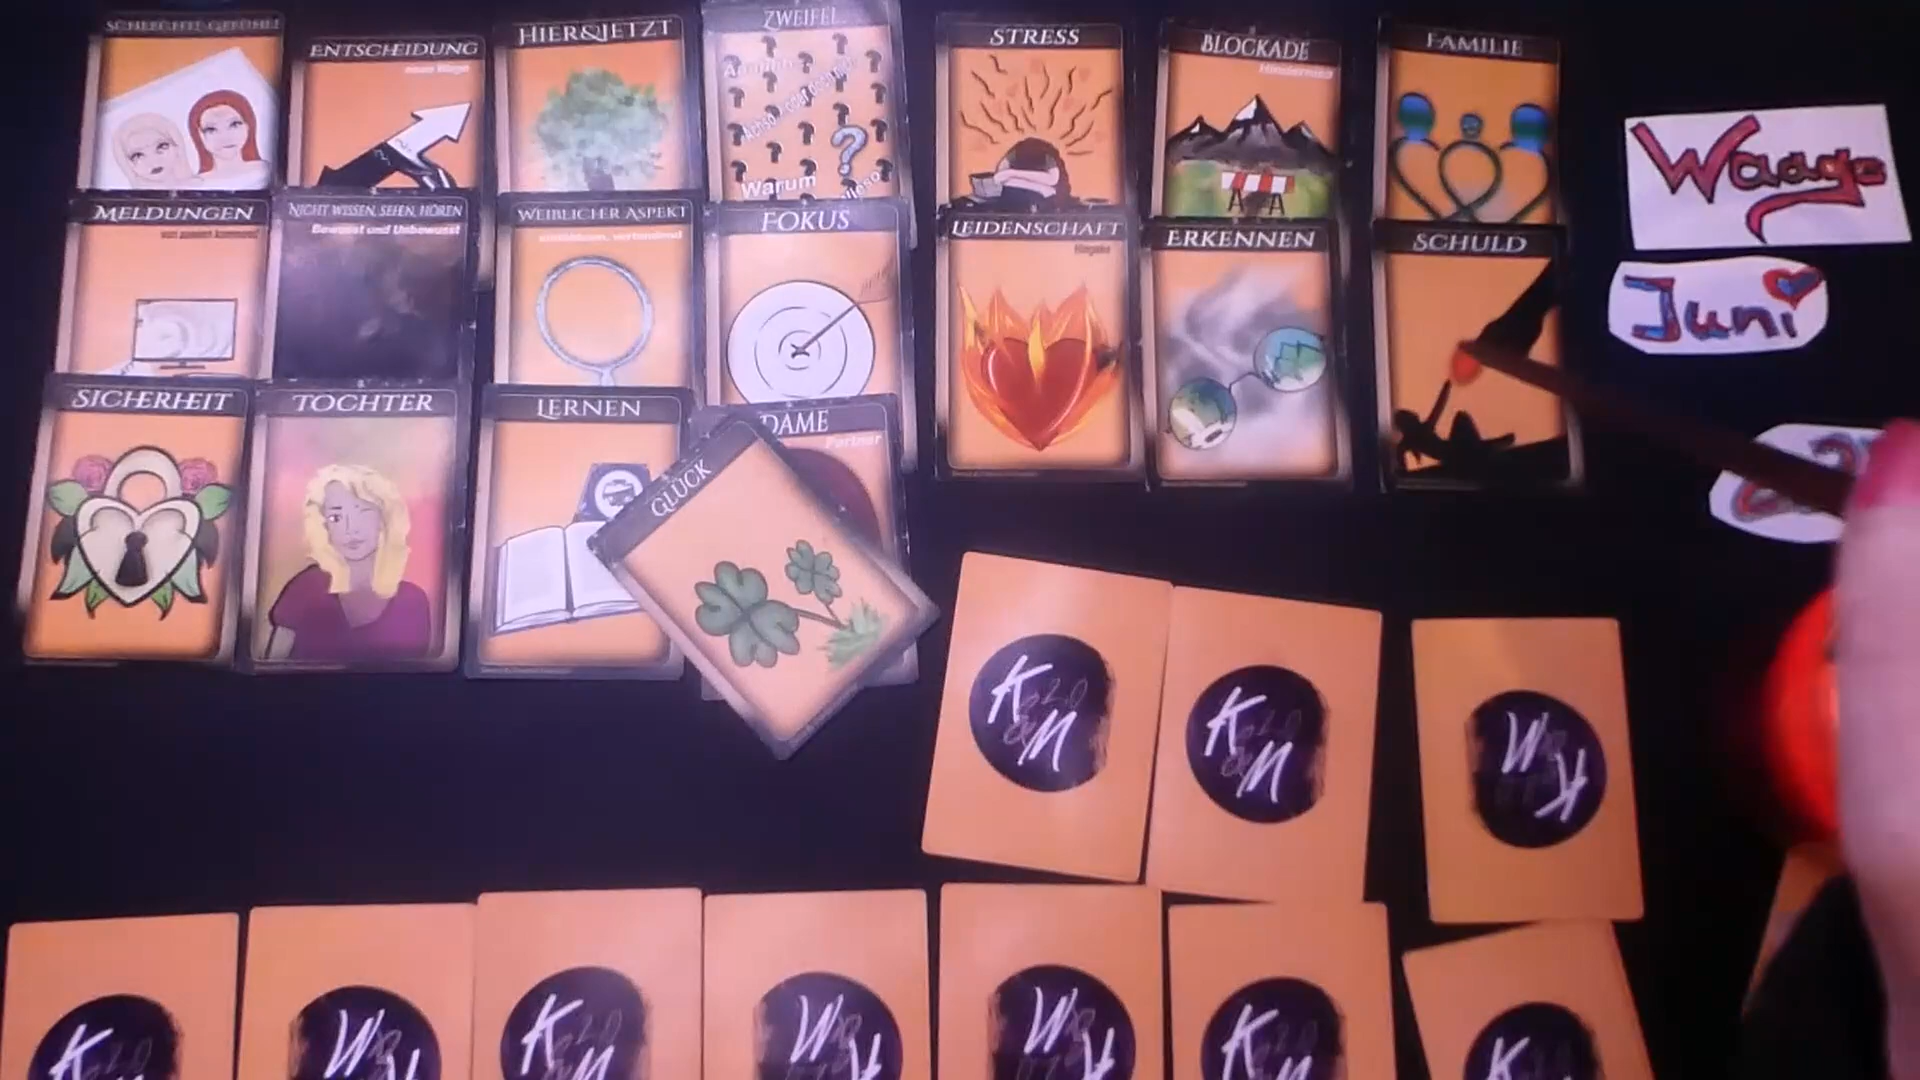 ENTSCHEIDUNG
HIER&JETZT
ZWEIFEL
Warum
STRESS
BLOCKADE
Hindernisse
FAMILIE
Waage
MELDUNGEN
NICHT WISSEN, SEHEN, HÖREN
Bewusst und Unbewusst
WEIBLICHER ASPEKT
FOKUS
LEIDENSCHAFT
ERKENNEN
SCHULD
Juni
SICHERHEIT
TOCHTER
LERNEN
DAME
Partner
GLÜCK
K&N
K&N
K&N